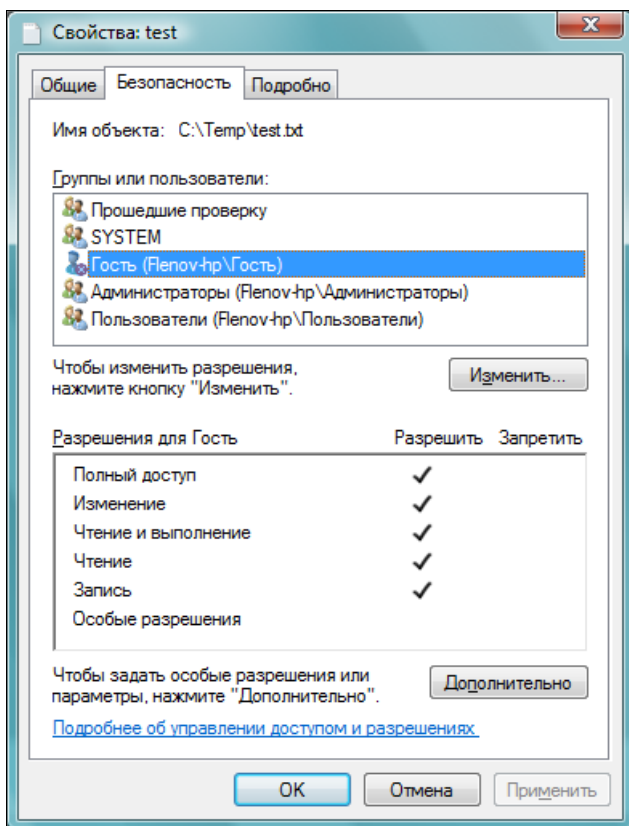 Свойства: test
Общие Безопасность Подробно
Имя объекта: C:\Temp\test.txt
Группы или пользователи:
Прошедшие проверку
SYSTEM
Гость (Flenov-hp\Гость)
Администраторы (Flenov-hp\Администраторы)
Пользователи (Flenov-hp\Пользователи)
Чтобы изменить разрешения,
нажмите кнопку "Изменить".
Изменить...
Разрешения для Гость Разрешить Запретить
Полный доступ
Изменение
Чтение и выполнение
Чтение
Запись
Особые разрешения
Чтобы задать особые разрешения или
параметры, нажмите "Дополнительно".
Дополнительно
Подробнее об управлении доступом и разрешениях
OK Отмена Применить